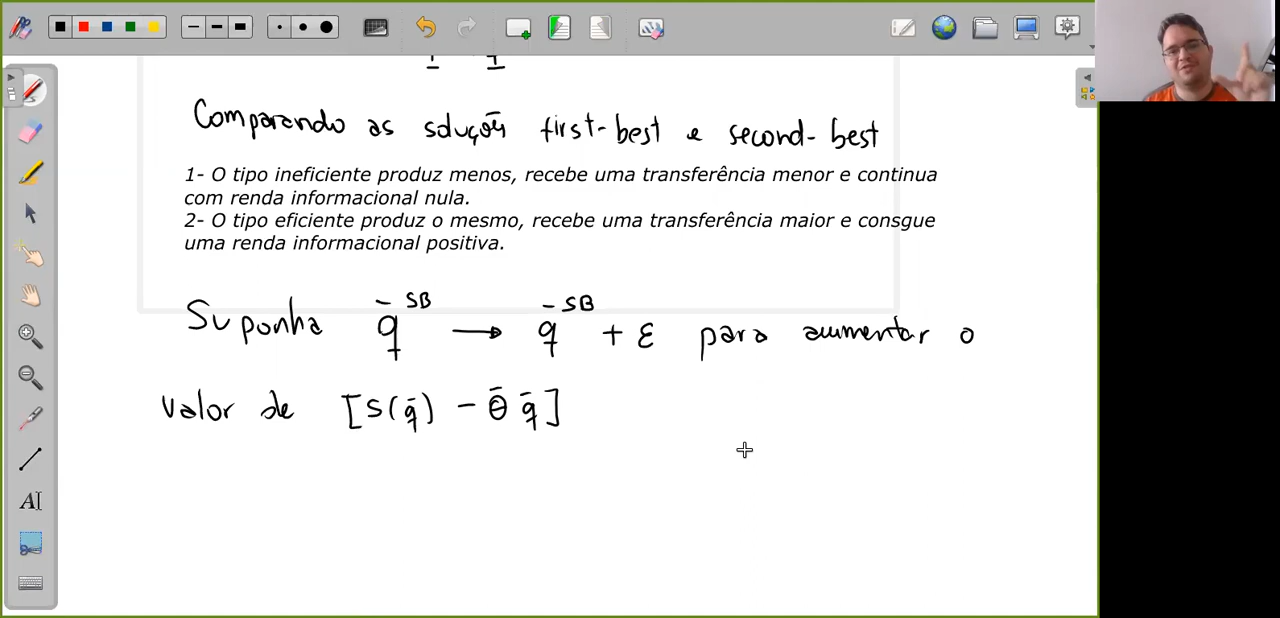 Comparando as soluções first-best e second-best
1- O tipo ineficiente produz menos, recebe uma transferência menor e continua
com renda informacional nula.
2- O tipo eficiente produz o mesmo, recebe uma transferência maior e consgue
uma renda informacional positiva.
Suponha q̄^SB → q̄^SB + ε para aumentar o
valor de [S(q̄) - θ̄ q̄]